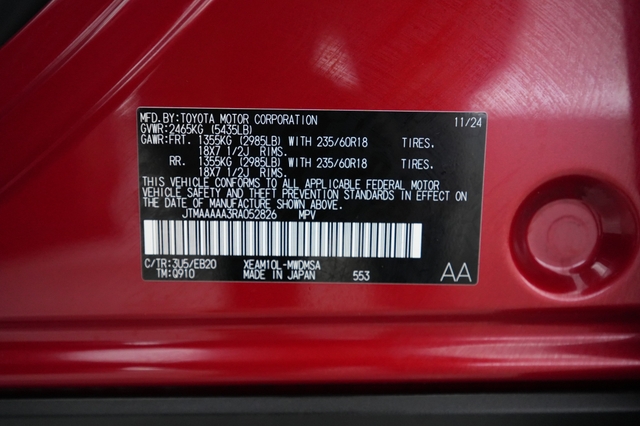 MFD.BY:TOYOTA MOTOR CORPORATION 11/24
GVWR:2465KG (5435LB)
GAWR:FRT. 1355KG (2985LB) WITH 235/60R18 TIRES.
18X7 1/2J RIMS.
RR. 1355KG (2985LB) WITH 235/60R18 TIRES.
18X7 1/2J RIMS.
THIS VEHICLE CONFORMS TO ALL APPLICABLE FEDERAL MOTOR
VEHICLE SAFETY AND THEFT PREVENTION STANDARDS IN EFFECT ON
THE DATE OF MANUFACTURE SHOWN ABOVE.
JTMAAAAA3RA052826 MPV
C/TR:3U5/EB20 XEAM10L-MWDMSA
TM:Q910 MADE IN JAPAN 553 AA